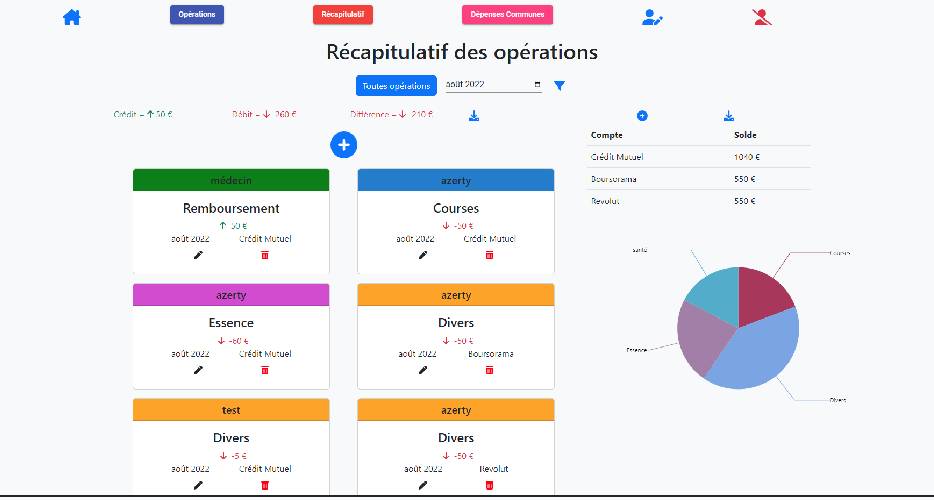 Opérations
Récapitulatif
Dépenses Communes
Récapitulatif des opérations
Toutes opérations
août 2022
Crédit = 50 €
Débit = -260 €
Différence = -210 €
Compte Solde
Crédit Mutuel 1040 €
Boursorama 550 €
Revolut 550 €
médecin
Remboursement
50 €
août 2022 Crédit Mutuel
azerty
Courses
-50 €
août 2022 Crédit Mutuel
azerty
Essence
-60 €
août 2022 Crédit Mutuel
azerty
Divers
-50 €
août 2022 Boursorama
test
Divers
-5 €
août 2022 Crédit Mutuel
azerty
Divers
-50 €
août 2022 Revolut
santé
Courses
Essence
Divers